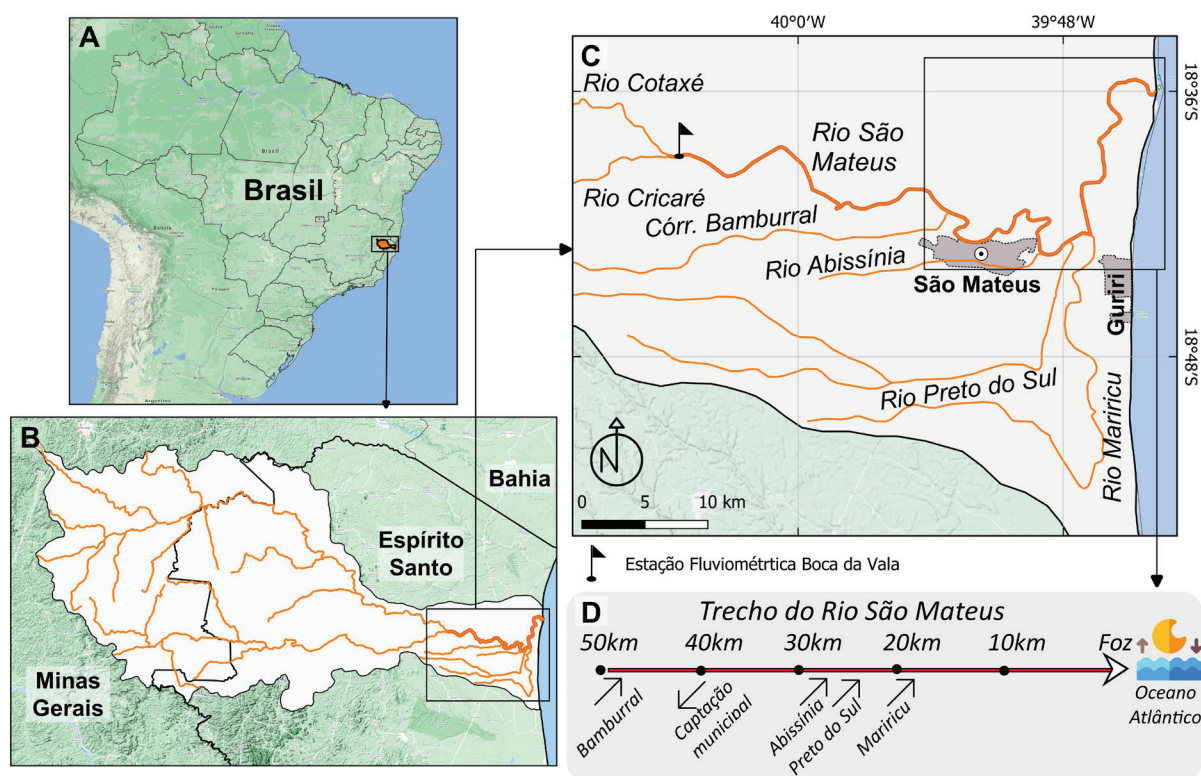 A
Brasil
Brasil
Bolivia
Argentina
B
Bahia
Espírito
Santo
Minas
Gerais
C
40°0'W
39°48'W
18°36'S
18°48'S
Rio Cotaxé
Rio São
Mateus
Rio Cricaré
Córr. Bamburral
Rio Abissínia
São Mateus
Guriri
Rio Preto do Sul
Rio Mariricu
N
0 5 10 km
Estação Fluviométrtica Boca da Vala
D
Trecho do Rio São Mateus
50km 40km 30km 20km 10km Foz
Bamburral
Captação
municipal
Abissínia
Preto do Sul
Mariricu
Oceano
Atlântico